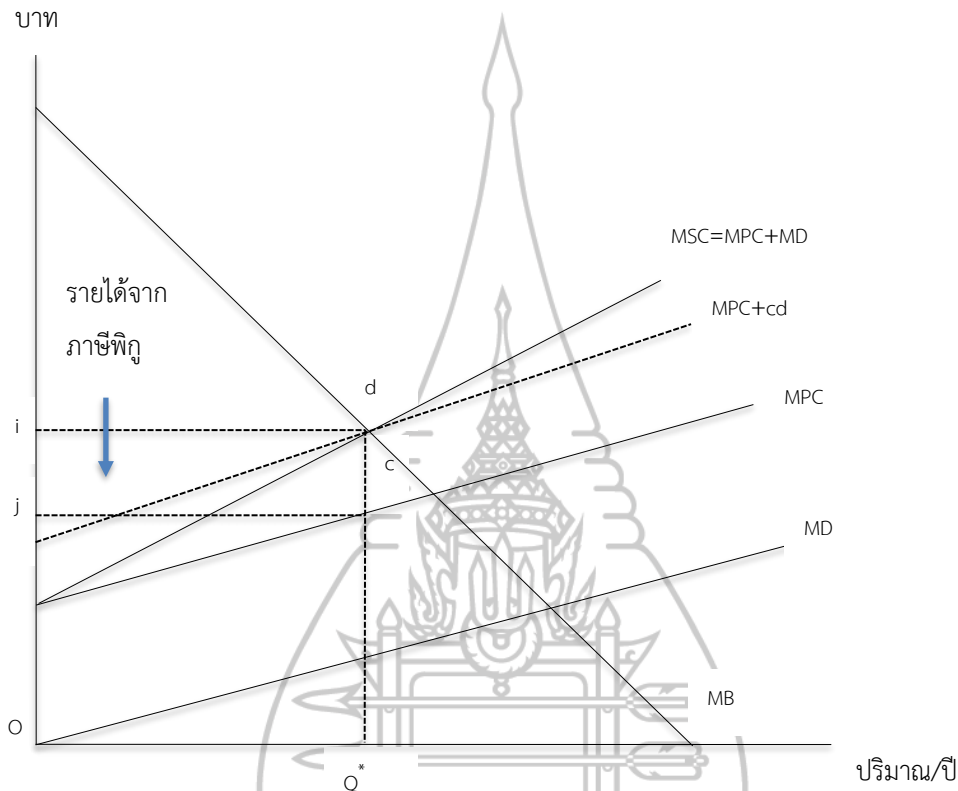 บาท
MSC=MPC+MD
รายได้จาก
ภาษีพิกู
MPC+cd
d
MPC
i
c
j
MD
MB
O
Q*
ปริมาณ/ปี